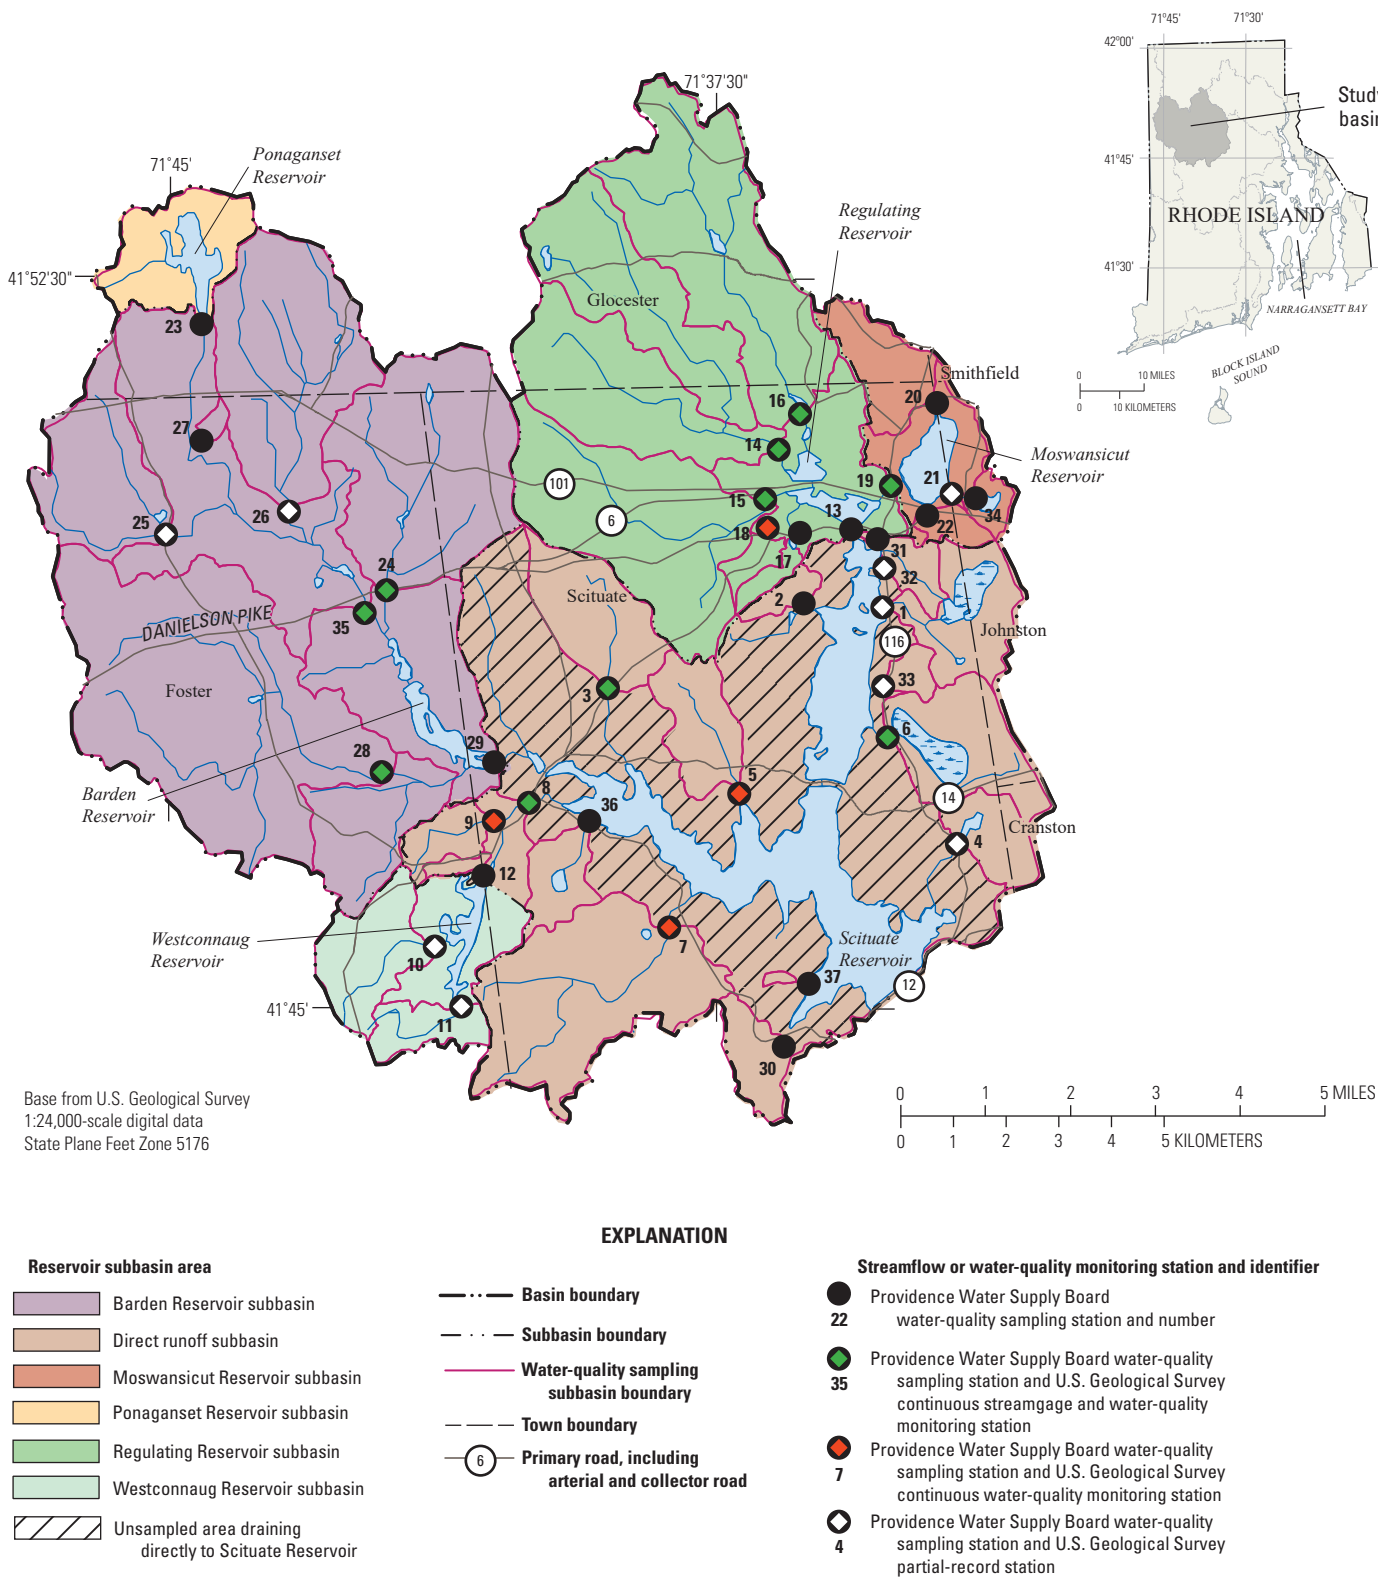 71°45'
71°30'
42°00'
Stud
basin
41°45'
RHODE ISLAND
41°30'
NARRAGANSETT BAY
BLOCK ISLAND
SOUND
0
10 MILES
0
10 KILOMETERS
71°37'30"
71°45'
Ponaganset
Reservoir
41°52'30"
Regulating
Reservoir
Glocester
23
Smithfield
20
16
27
14
Moswansicut
Reservoir
101
19
21
15
34
25
26
6
13
18
22
17
31
24
32
Scituate
2
1
35
DANIELSON PIKE
Johnston
116
Foster
33
3
6
29
28
5
Barden
Reservoir
8
14
36
9
Cranston
4
12
Westconnaug
Reservoir
7
Scituate
Reservoir
10
37
12
41°45'
11
30
Base from U.S. Geological Survey
1:24,000-scale digital data
State Plane Feet Zone 5176
0 1 2 3 4 5 MILES
0 1 2 3 4 5 KILOMETERS
EXPLANATION
Reservoir subbasin area
Barden Reservoir subbasin
Direct runoff subbasin
Moswansicut Reservoir subbasin
Ponaganset Reservoir subbasin
Regulating Reservoir subbasin
Westconnaug Reservoir subbasin
Unsampled area draining
directly to Scituate Reservoir
Basin boundary
Subbasin boundary
Water-quality sampling
subbasin boundary
Town boundary
6
Primary road, including
arterial and collector road
Streamflow or water-quality monitoring station and identifier
Providence Water Supply Board
22 water-quality sampling station and number
Providence Water Supply Board water-quality
35 sampling station and U.S. Geological Survey
continuous streamgage and water-quality
monitoring station
Providence Water Supply Board water-quality
7 sampling station and U.S. Geological Survey
continuous water-quality monitoring station
Providence Water Supply Board water-quality
4 sampling station and U.S. Geological Survey
partial-record station